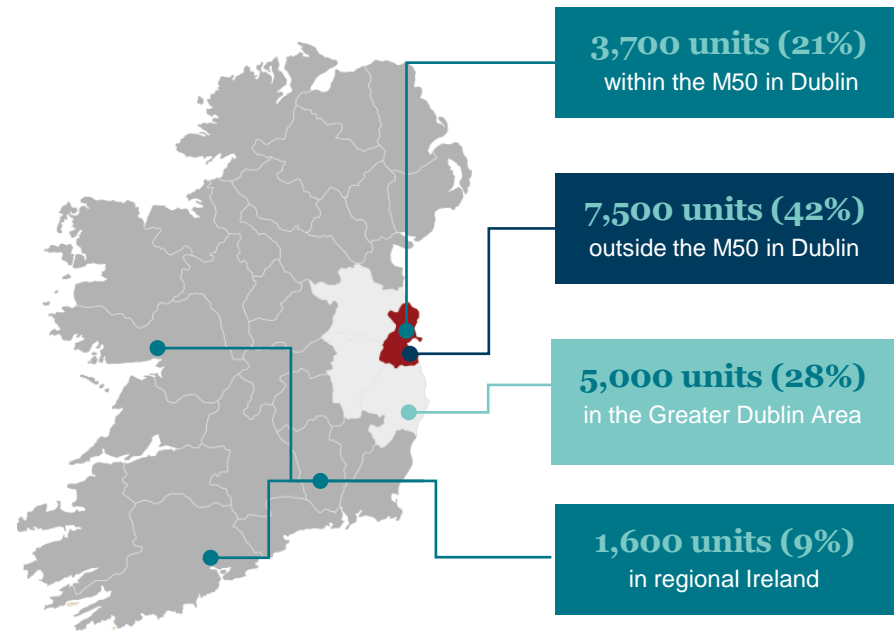 3,700 units (21%)
within the M50 in Dublin
7,500 units (42%)
outside the M50 in Dublin
5,000 units (28%)
in the Greater Dublin Area
1,600 units (9%)
in regional Ireland